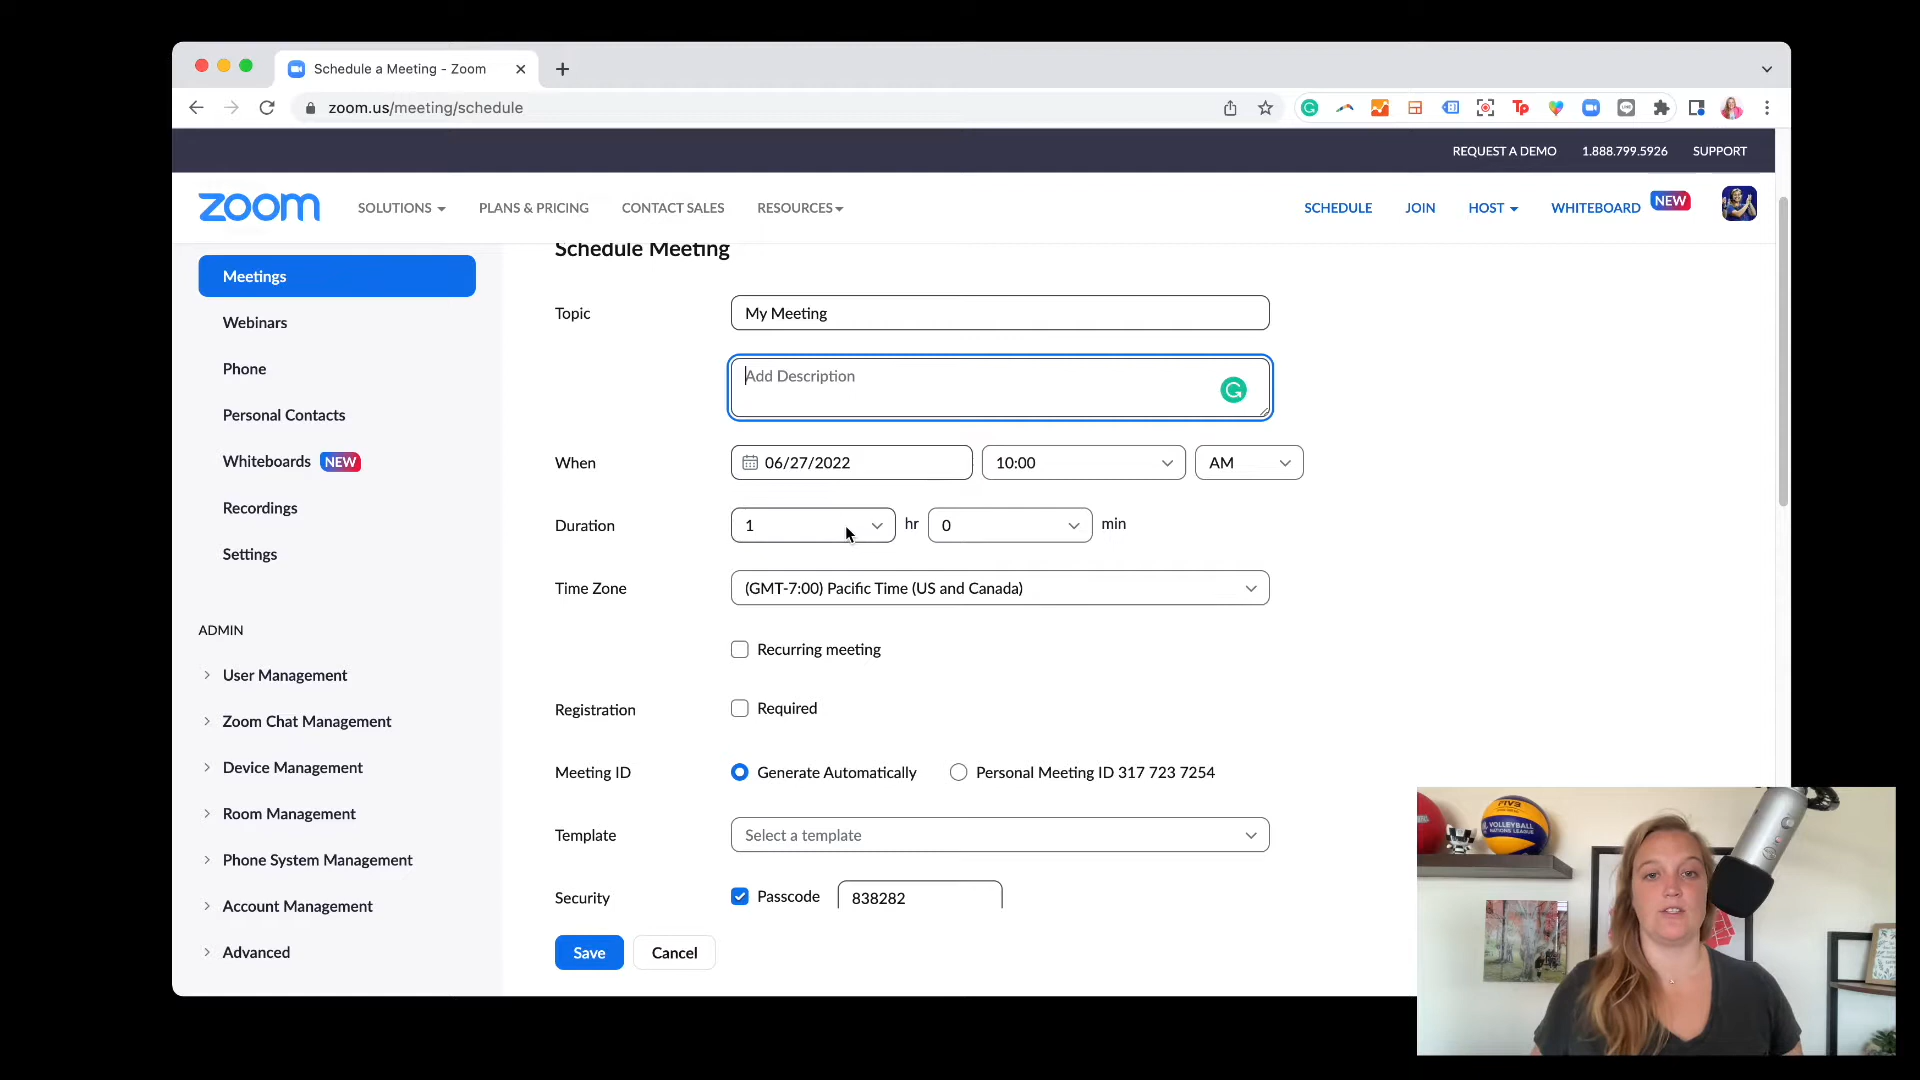 Schedule a Meeting - Zoom
zoom.us/meeting/schedule
REQUEST A DEMO 1.888.799.5926 SUPPORT
zoom SOLUTIONS PLANS & PRICING CONTACT SALES RESOURCES SCHEDULE JOIN HOST WHITEBOARD NEW
Meetings
Webinars
Phone
Personal Contacts
Whiteboards NEW
Recordings
Settings
ADMIN
User Management
Zoom Chat Management
Device Management
Room Management
Phone System Management
Account Management
Advanced
Schedule Meeting
Topic My Meeting
Add Description
When 06/27/2022 10:00 AM
Duration 1 hr 0 min
Time Zone (GMT-7:00) Pacific Time (US and Canada)
Recurring meeting
Registration Required
Meeting ID Generate Automatically Personal Meeting ID 317 723 7254
Template Select a template
Security Passcode 838282
Save Cancel
FIVB
VOLLEYBALL
NATIONS LEAGUE